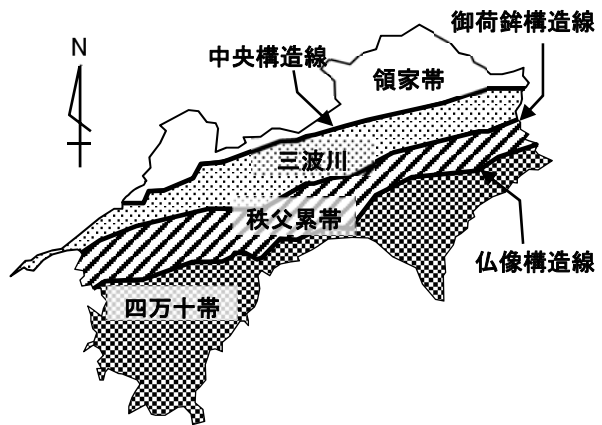 御荷鉾構造線
N
中央構造線
領家帯
三波川
秩父累帯
仏像構造線
四万十帯